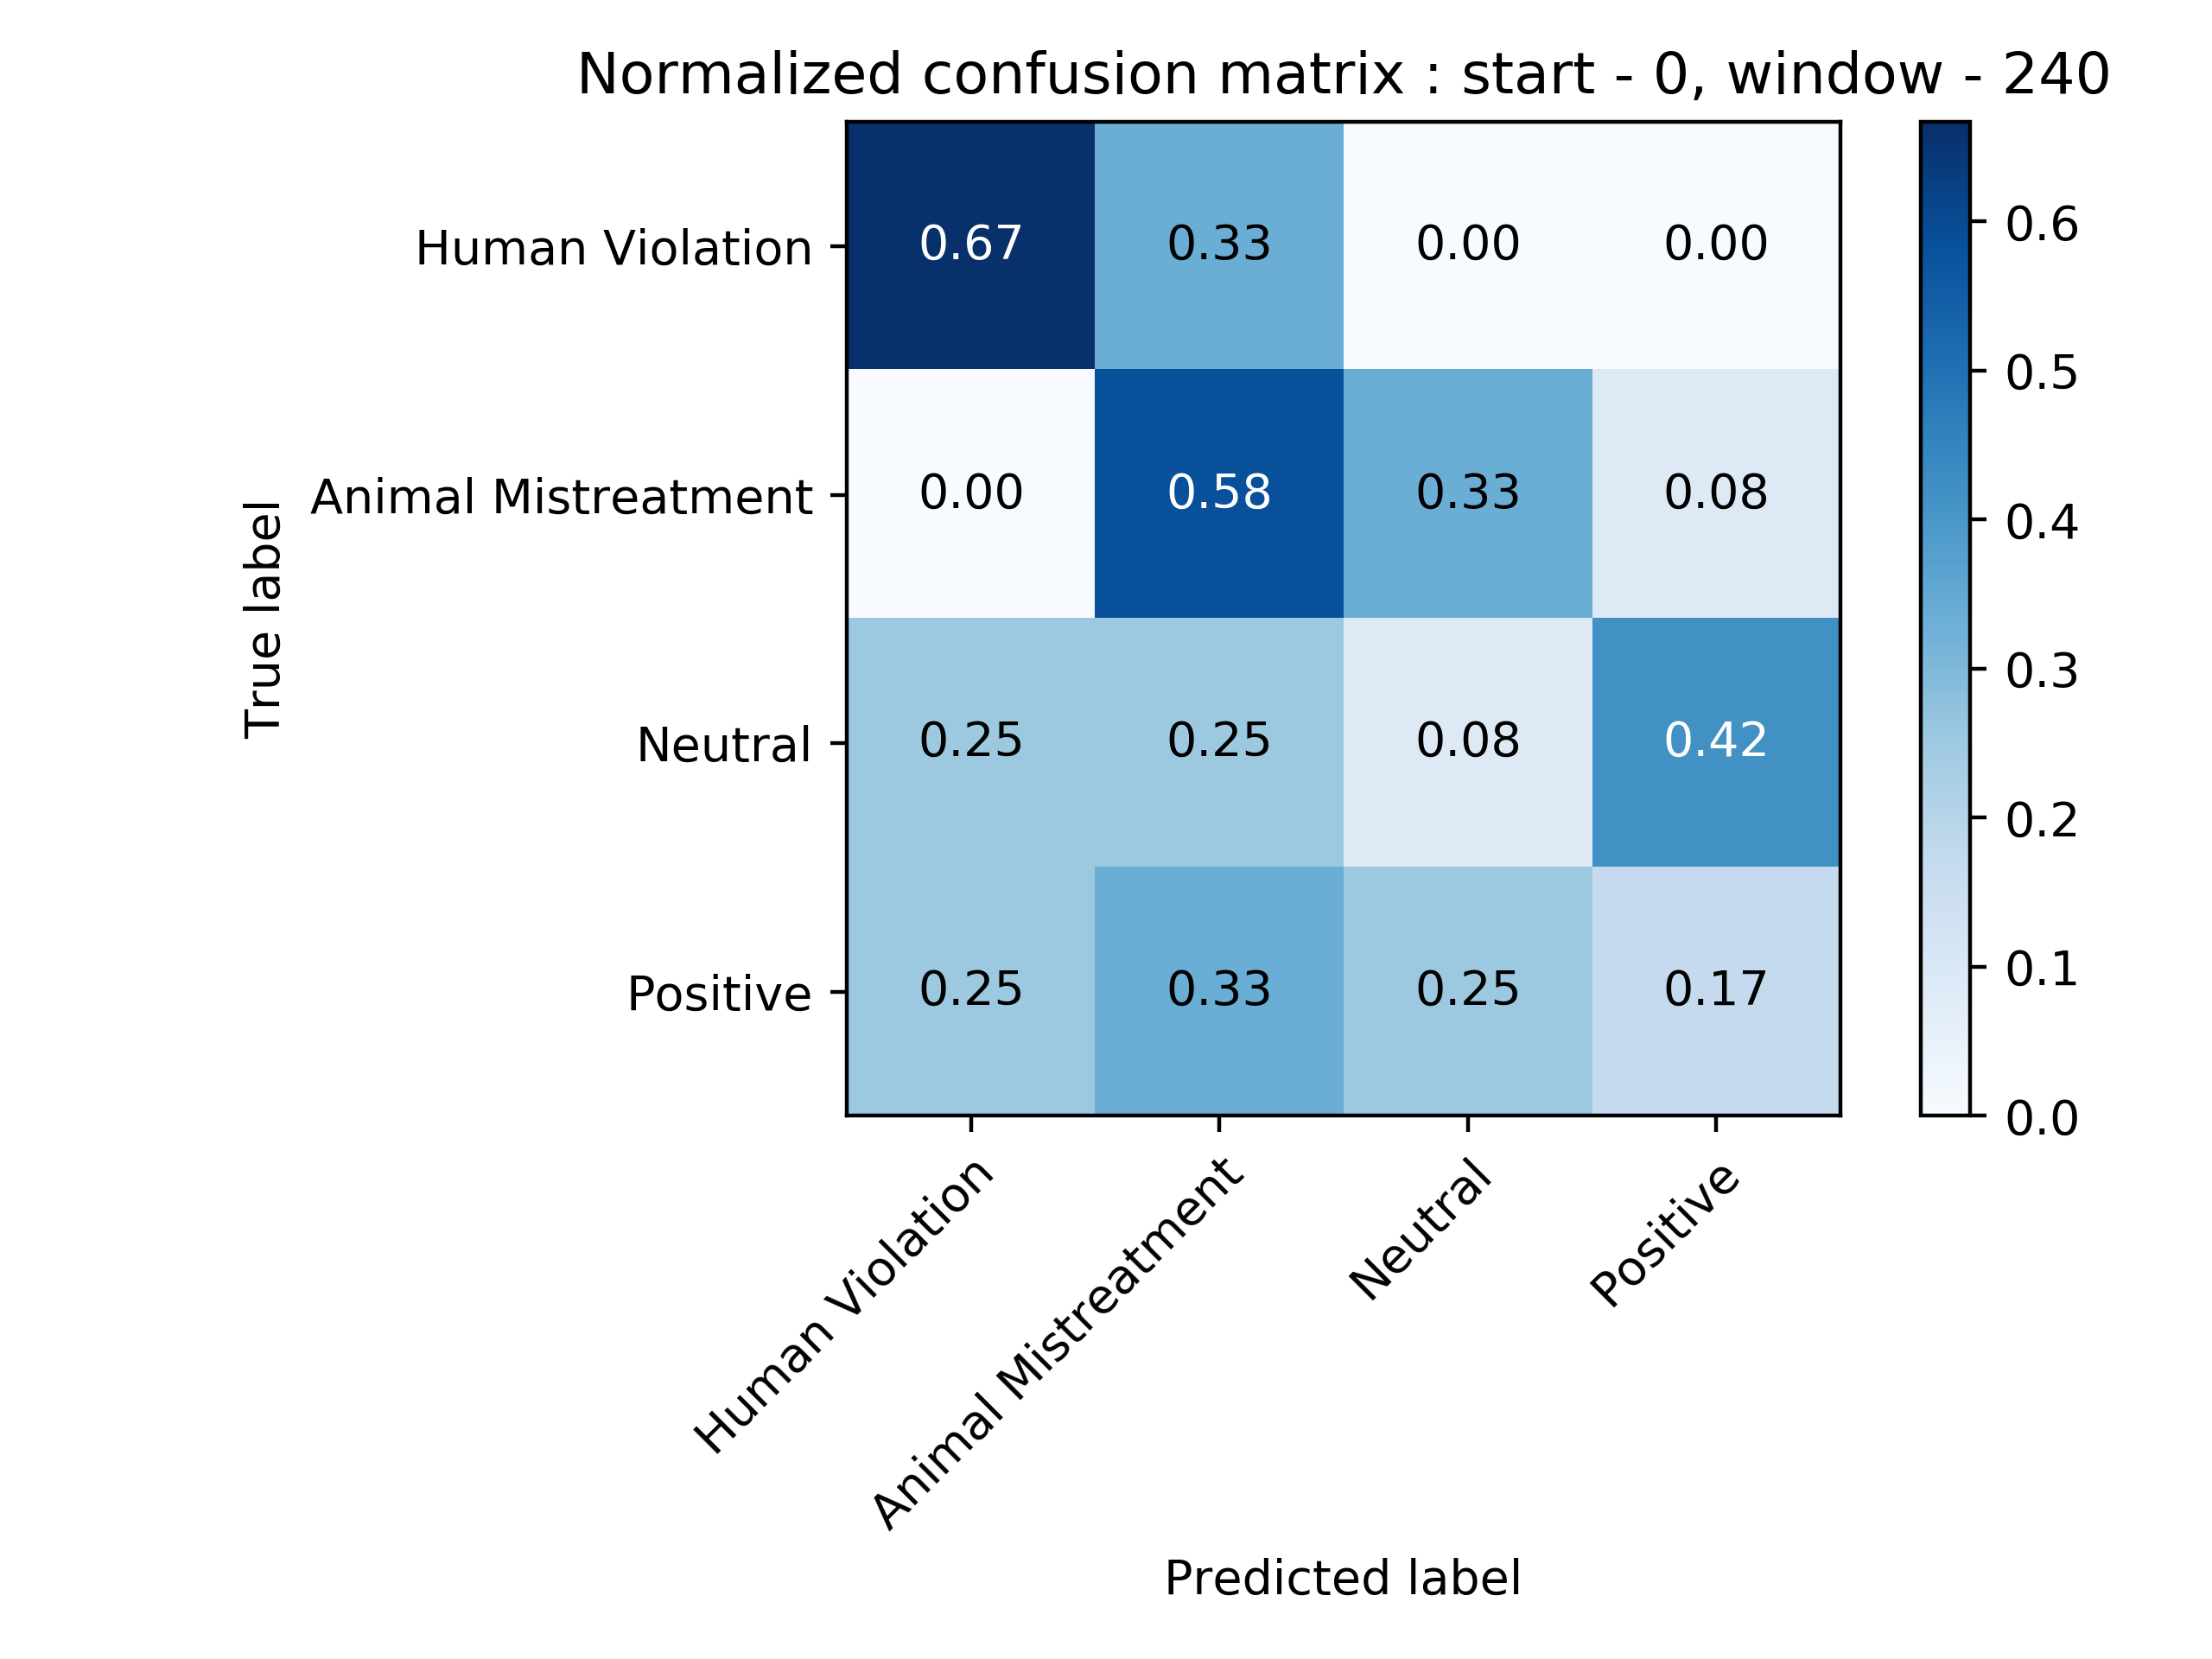 Normalized confusion matrix : start - 0, window - 240
Human Violation
0.67 0.33 0.00 0.00
Animal Mistreatment
0.00 0.58 0.33 0.08
Neutral
0.25 0.25 0.08 0.42
Positive
0.25 0.33 0.25 0.17
True label
Human Violation
Animal Mistreatment
Neutral
Positive
Predicted label
0.6
0.5
0.4
0.3
0.2
0.1
0.0